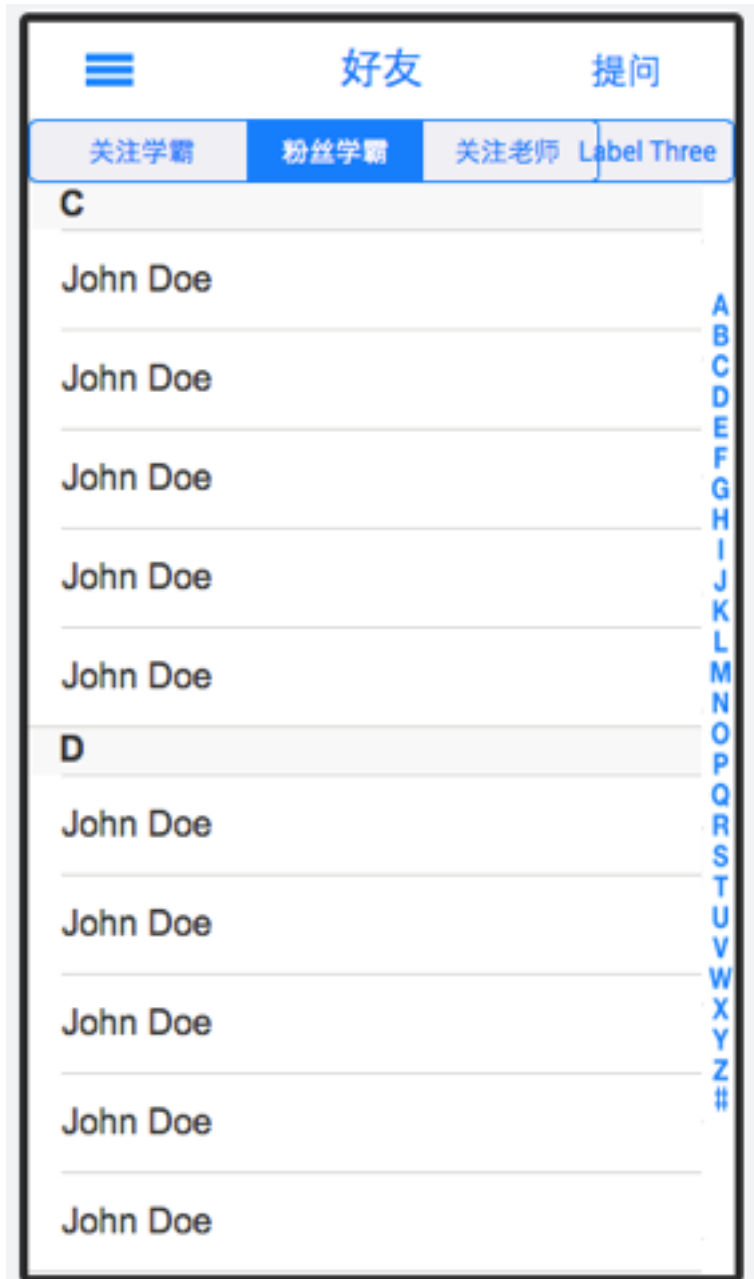 好友 提问
关注学霸 粉丝学霸 关注老师 Label Three
C
John Doe
John Doe
John Doe
John Doe
John Doe
D
John Doe
John Doe
John Doe
John Doe
John Doe
A
B
C
D
E
F
G
H
I
J
K
L
M
N
O
P
Q
R
S
T
U
V
W
X
Y
Z
#